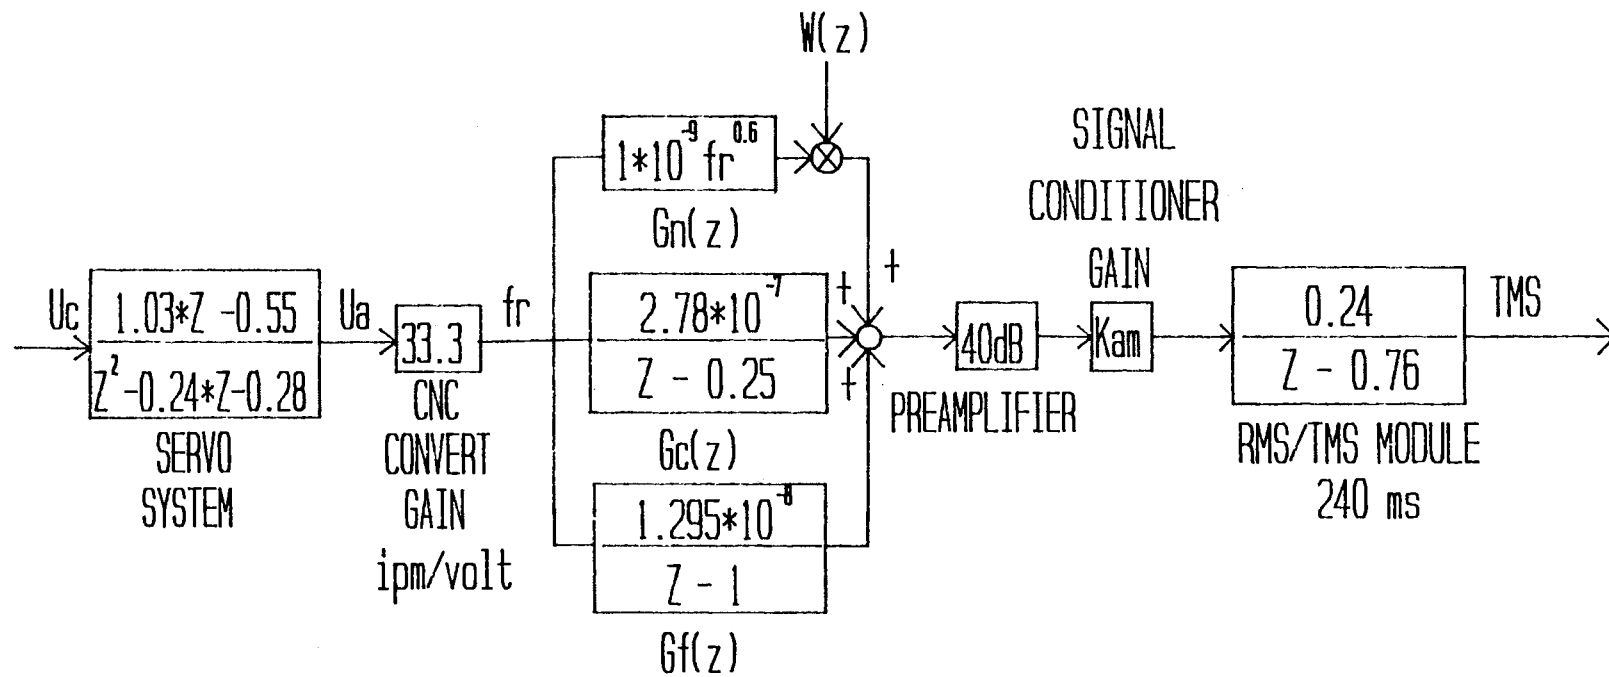 W(z)
1*10^-9 fr^0.6
Gn(z)
SIGNAL
CONDITIONER
GAIN
Uc
1.03*Z -0.55
Z^2 -0.24*Z-0.28
SERVO
SYSTEM
Ua
33.3
CNC
CONVERT
GAIN
ipm/volt
fr
2.78*10^-7
Z - 0.25
Gc(z)
1.295*10^-8
Z - 1
Gf(z)
+
+
+
40dB
PREAMPLIFIER
Kam
0.24
Z - 0.76
RMS/TMS MODULE
240 ms
TMS